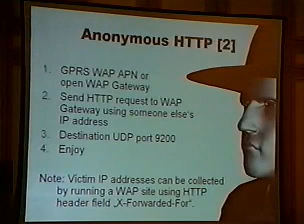 Anonymous HTTP [2]
1. GPRS WAP APN or
open WAP Gateway
2. Send HTTP request to WAP
Gateway using someone else's
IP address
3. Destination UDP port 9200
4. Enjoy
Note: Victim IP addresses can be collected
by running a WAP site using HTTP
header field „X-Forwarded-For“.